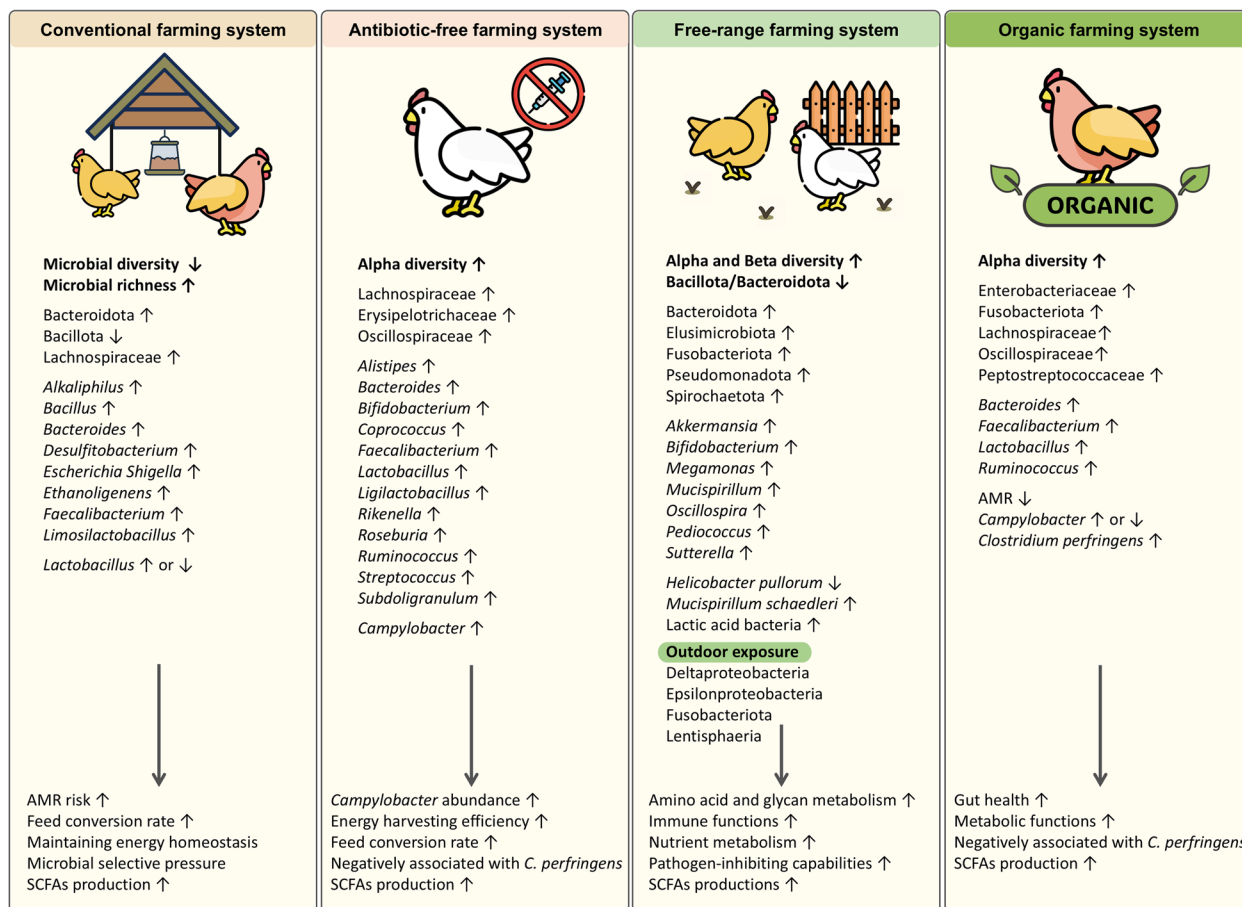 Conventional farming system
Microbial diversity ↓
Microbial richness ↑
Bacteroidota ↑
Bacillota ↓
Lachnospiraceae ↑
Alkaliphilus ↑
Bacillus ↑
Bacteroides ↑
Desulfitobacterium ↑
Escherichia Shigella ↑
Ethanoligenens ↑
Faecalibacterium ↑
Limosilactobacillus ↑
Lactobacillus ↑ or ↓
AMR risk ↑
Feed conversion rate ↑
Maintaining energy homeostasis
Microbial selective pressure
SCFAs production ↑
Antibiotic-free farming system
Alpha diversity ↑
Lachnospiraceae ↑
Erysipelotrichaceae ↑
Oscillospiraceae ↑
Alistipes ↑
Bacteroides ↑
Bifidobacterium ↑
Coprococcus ↑
Faecalibacterium ↑
Lactobacillus ↑
Ligilactobacillus ↑
Rikenella ↑
Roseburia ↑
Ruminococcus ↑
Streptococcus ↑
Subdoligranulum ↑
Campylobacter ↑
Campylobacter abundance ↑
Energy harvesting efficiency ↑
Feed conversion rate ↑
Negatively associated with C. perfringens
SCFAs production ↑
Free-range farming system
Alpha and Beta diversity ↑
Bacillota/Bacteroidota ↓
Bacteroidota ↑
Elusimicrobiota ↑
Fusobacteriota ↑
Pseudomonadota ↑
Spirochaetota ↑
Akkermansia ↑
Bifidobacterium ↑
Megamonas ↑
Mucispirillum ↑
Oscillospira ↑
Pediococcus ↑
Sutterella ↑
Helicobacter pullorum ↓
Mucispirillum schaedleri ↑
Lactic acid bacteria ↑
Outdoor exposure
Deltaproteobacteria
Epsilonproteobacteria
Fusobacteriota
Lentisphaeria
Amino acid and glycan metabolism ↑
Immune functions ↑
Nutrient metabolism ↑
Pathogen-inhibiting capabilities ↑
SCFAs productions ↑
Organic farming system
ORGANIC
Alpha diversity ↑
Enterobacteriaceae ↑
Fusobacteriota ↑
Lachnospiraceae↑
Oscillospiraceae↑
Peptostreptococcaceae ↑
Bacteroides ↑
Faecalibacterium ↑
Lactobacillus ↑
Ruminococcus ↑
AMR ↓
Campylobacter ↑ or ↓
Clostridium perfringens ↑
Gut health ↑
Metabolic functions ↑
Negatively associated with C. perfringens
SCFAs production ↑